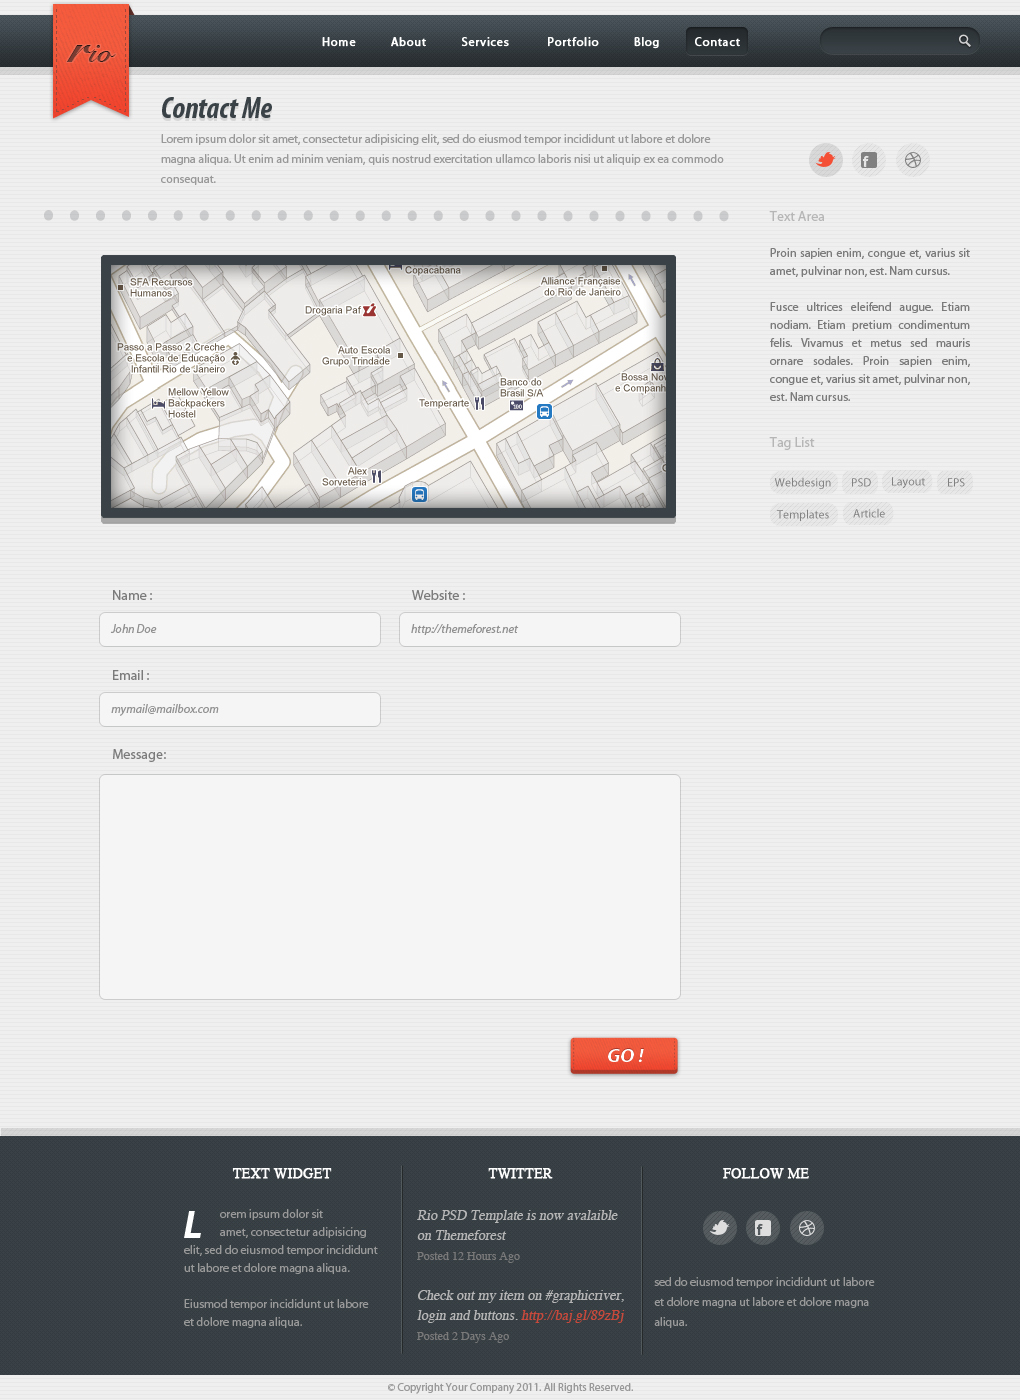 Rio
Home
About
Services
Portfolio
Blog
Contact
Contact Me
Lorem ipsum dolor sit amet, consectetur adipisicing elit, sed do eiusmod tempor incididunt ut labore et dolore
magna aliqua. Ut enim ad minim veniam, quis nostrud exercitation ullamco laboris nisi ut aliquip ex ea commodo
consequat.
Text Area
Proin sapien enim, congue et, varius sit
amet, pulvinar non, est. Nam cursus.
Fusce ultrices eleifend augue. Etiam
nodiam. Etiam pretium condimentum
felis. Vivamus et metus sed mauris
ornare sodales. Proin sapien enim,
congue et, varius sit amet, pulvinar non,
est. Nam cursus.
Tag List
Webdesign
PSD
Layout
EPS
Templates
Article
SFA Recursos
Humanos
Copacabana
Alliance Française
do Rio de Janeiro
Drogaria Paf
Passo a Passo 2 Creche
e Escola de Educação
Infantil Rio de Janeiro
Auto Escola
Grupo Trindade
Mellow Yellow
Backpackers
Hostel
Temperarte
Banco do
Brasil S/A
Bossa Nov
e Companh
Alex
Sorveteria
Name :
Website :
John Doe
http://themeforest.net
Email :
mymail@mailbox.com
Message:
GO !
TEXT WIDGET
Lorem ipsum dolor sit
amet, consectetur adipisicing
elit, sed do eiusmod tempor incididunt
ut labore et dolore magna aliqua.
Eiusmod tempor incididunt ut labore
et dolore magna aliqua.
TWITTER
Rio PSD Template is now avalaible
on Themeforest
Posted 12 Hours Ago
Check out my item on #graphicriver,
login and buttons. http://baj.gl/89zBj
Posted 2 Days Ago
FOLLOW ME
sed do eiusmod tempor incididunt ut labore
et dolore magna ut labore et dolore magna
aliqua.
© Copyright Your Company 2011. All Rights Reserved.